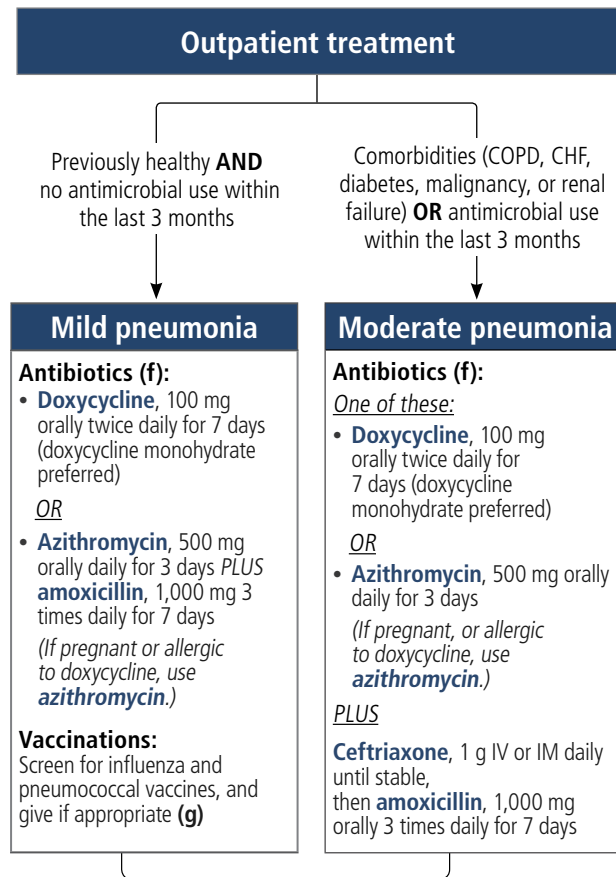 Outpatient treatment
Previously healthy AND
no antimicrobial use within
the last 3 months
Comorbidities (COPD, CHF,
diabetes, malignancy, or renal
failure) OR antimicrobial use
within the last 3 months
Mild pneumonia
Antibiotics (f):
• Doxycycline, 100 mg
orally twice daily for 7 days
(doxycycline monohydrate
preferred)
OR
• Azithromycin, 500 mg
orally daily for 3 days PLUS
amoxicillin, 1,000 mg 3
times daily for 7 days
(If pregnant or allergic
to doxycycline, use
azithromycin.)
Vaccinations:
Screen for influenza and
pneumococcal vaccines, and
give if appropriate (g)
Moderate pneumonia
Antibiotics (f):
One of these:
• Doxycycline, 100 mg
orally twice daily for
7 days (doxycycline
monohydrate preferred)
OR
• Azithromycin, 500 mg orally
daily for 3 days
(If pregnant, or allergic
to doxycycline, use
azithromycin.)
PLUS
Ceftriaxone, 1 g IV or IM daily
until stable,
then amoxicillin, 1,000 mg
orally 3 times daily for 7 days